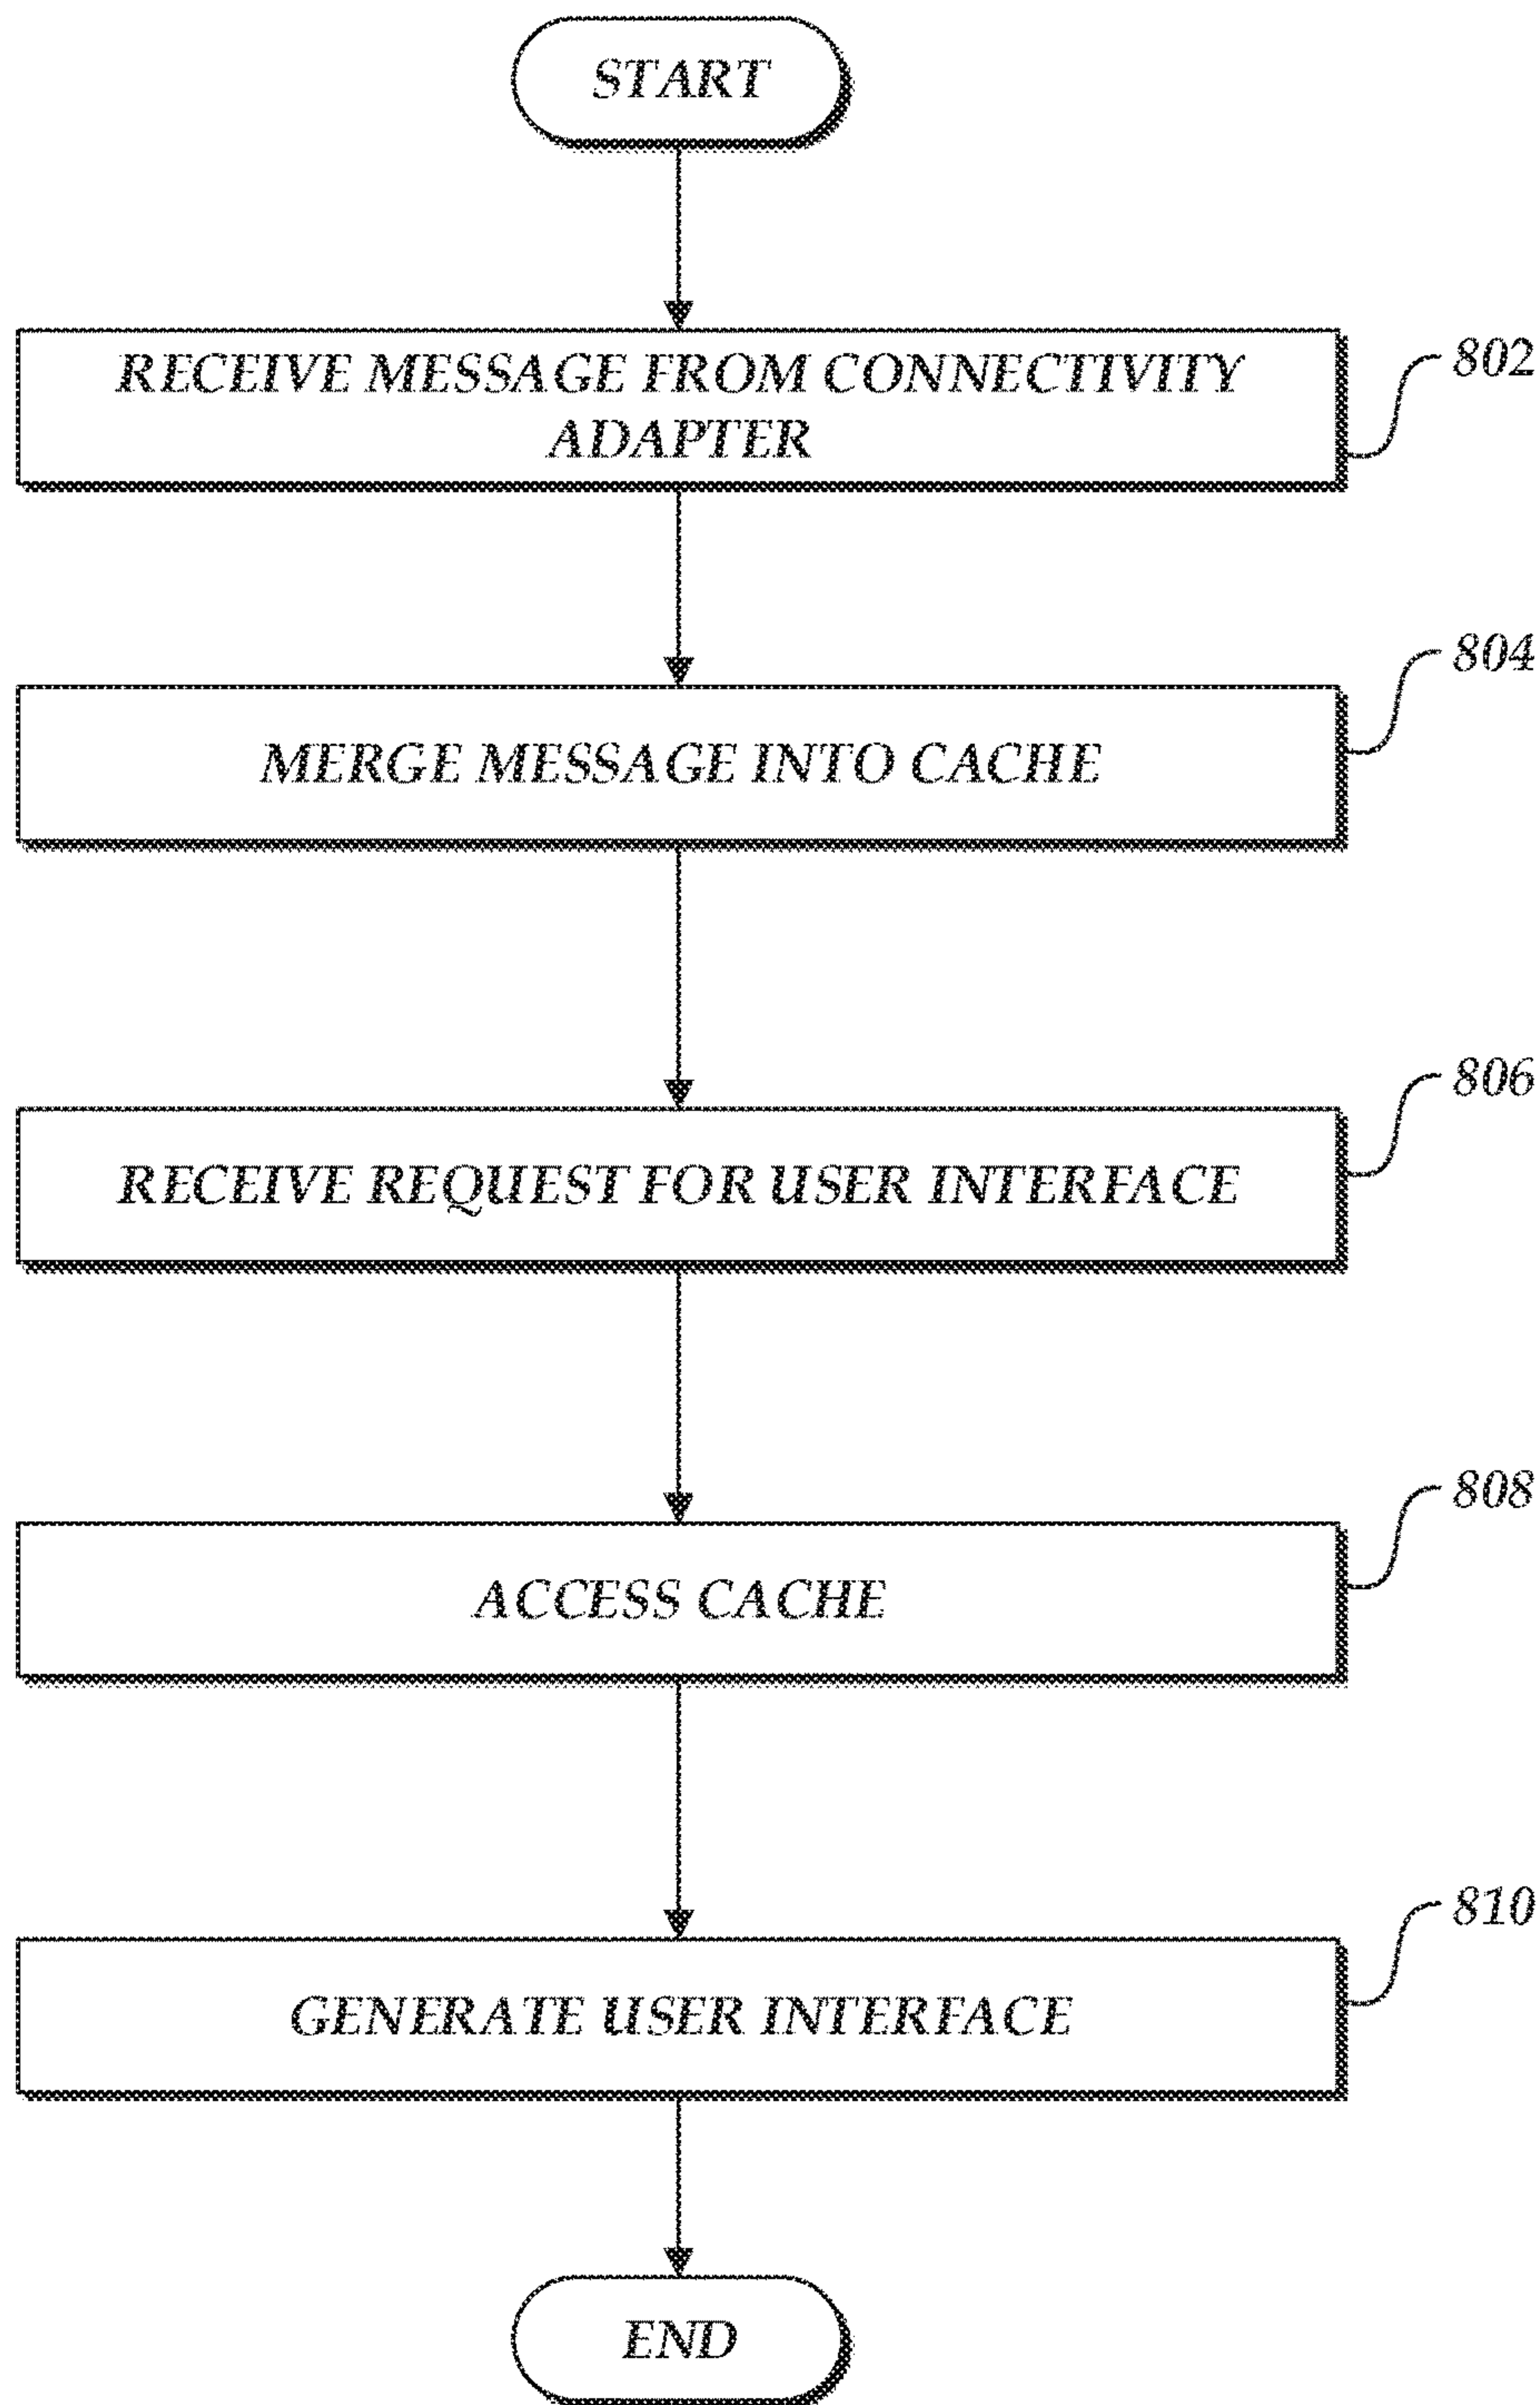 START
RECEIVE MESSAGE FROM CONNECTIVITY
ADAPTER
802
MERGE MESSAGE INTO CACHE
804
RECEIVE REQUEST FOR USER INTERFACE
806
ACCESS CACHE
808
GENERATE USER INTERFACE
810
END